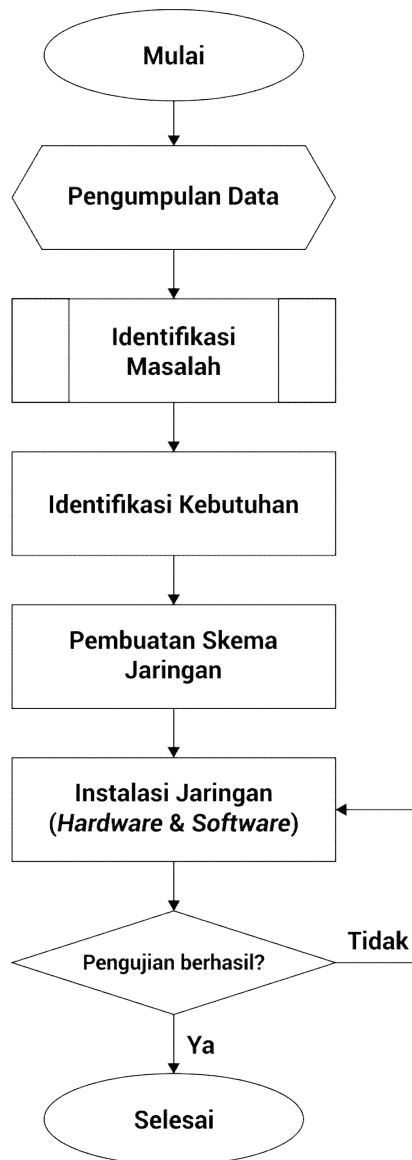 Mulai
Pengumpulan Data
Identifikasi
Masalah
Identifikasi Kebutuhan
Pembuatan Skema
Jaringan
Instalasi Jaringan
(Hardware & Software)
Pengujian berhasil?
Tidak
Ya
Selesai